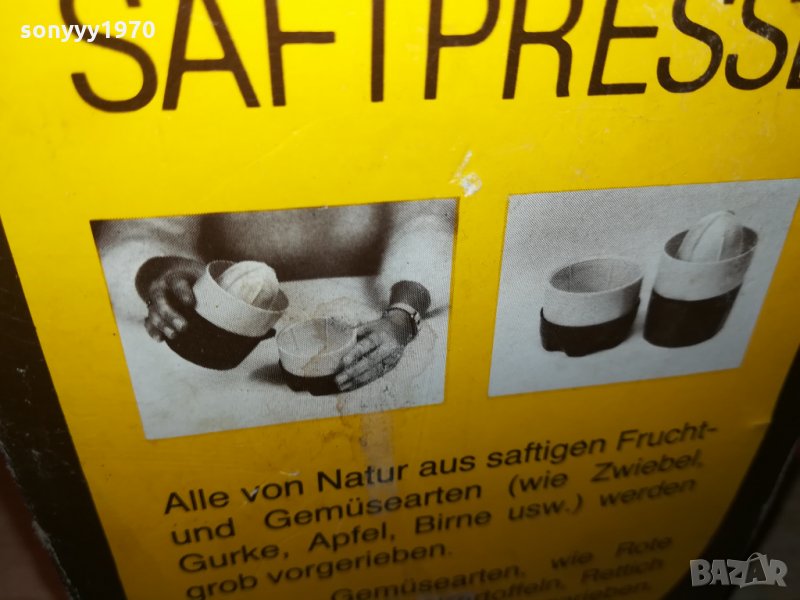 sonyyy1970
SAFTPRESSE
Alle von Natur aus saftigen Frucht-
und Gemüsearten (wie Zwiebel,
Gurke, Apfel, Birne usw.) werden
grob vorgerieben.
Gemüsearten, wie Rote
Rettich
BAZAR